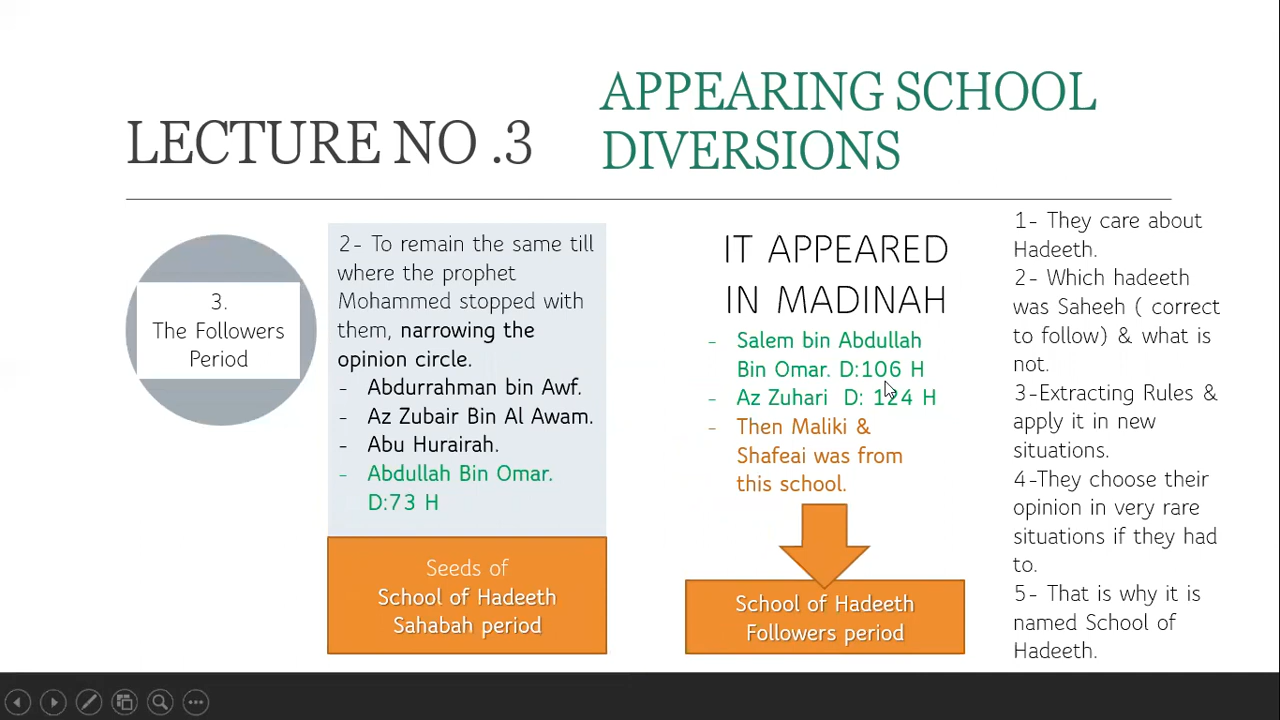 LECTURE NO .3
APPEARING SCHOOL
DIVERSIONS
3.
The Followers
Period
2- To remain the same till
where the prophet
Mohammed stopped with
them, narrowing the
opinion circle.
- Abdurrahman bin Awf.
- Az Zubair Bin Al Awam.
- Abu Hurairah.
- Abdullah Bin Omar.
D:73 H
Seeds of
School of Hadeeth
Sahabah period
IT APPEARED
IN MADINAH
- Salem bin Abdullah
Bin Omar. D:106 H
- Az Zuhari D: 124 H
- Then Maliki &
Shafeai was from
this school.
School of Hadeeth
Followers period
1- They care about
Hadeeth.
2- Which hadeeth
was Saheeh ( correct
to follow) & what is
not.
3-Extracting Rules &
apply it in new
situations.
4-They choose their
opinion in very rare
situations if they had
to.
5- That is why it is
named School of
Hadeeth.